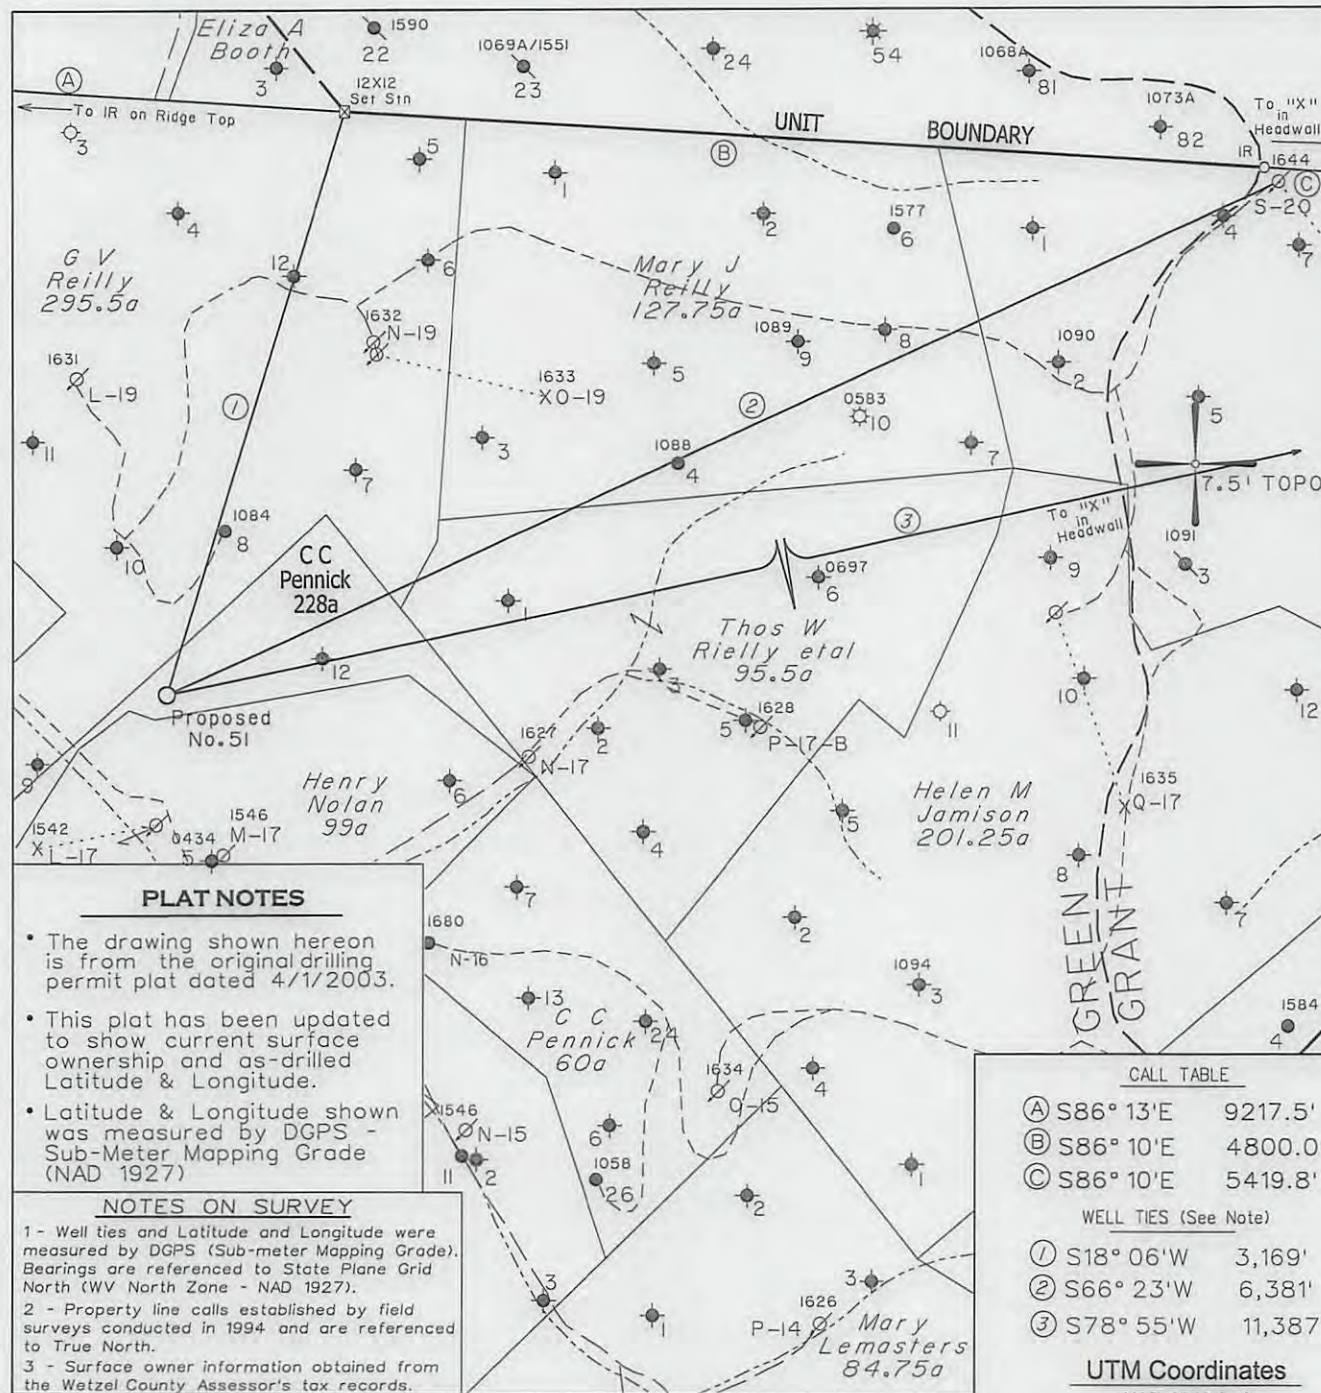 Eliza A
Booth
3
1590
22
1069A/1551
23
24
54
1068A
81
1073A
82
To "X"
in
Headwall
A
12X12
Set Stn
To IR on Ridge Top
3
UNIT BOUNDARY
B
IR
1644
C
S-2Q
5
1
4
2
1577
6
1
4
7
G V
Reilly
295.5a
12
6
Mary J
Reilly
127.75a
1632
N-19
1089
9
8
1090
2
1631
L-19
1633
XO-19
5
1
2
0583
10
5
11
3
1088
4
7
7
7.5' TOPO
To "X"
in
Headwall
3
1084
8
10
C C
Pennick
228a
1091
3
9
0697
6
1
12
Thos W
Rielly etal
95.5a
3
10
12
Proposed
No.51
1627
N-17
2
5
1628
P-17-B
11
9
Henry
Nolan
99a
6
Helen M
Jamison
201.25a
1635
Q-17
5
1542
L-17
1546
M-17
0434
5
4
8
7
7
2
GREEN
GRANT
1680
N-16
1094
3
13
24
C C
Pennick
60a
1584
4
1634
O-15
4
1546
N-15
11
2
6
1058
26
1
2
3
3
1
1626
P-14
Mary
Lemasters
84.75a
PLAT NOTES
• The drawing shown hereon
is from the original drilling
permit plat dated 4/1/2003.
• This plat has been updated
to show current surface
ownership and as-drilled
Latitude & Longitude.
• Latitude & Longitude shown
was measured by DGPS -
Sub-Meter Mapping Grade
(NAD 1927)
NOTES ON SURVEY
1 - Well ties and Latitude and Longitude were
measured by DGPS (Sub-meter Mapping Grade).
Bearings are referenced to State Plane Grid
North (WV North Zone - NAD 1927).
2 - Property line calls established by field
surveys conducted in 1994 and are referenced
to True North.
3 - Surface owner information obtained from
the Wetzel County Assessor's tax records.
CALL TABLE
A S86° 13'E 9217.5'
B S86° 10'E 4800.0
C S86° 10'E 5419.8'
WELL TIES (See Note)
1 S18° 06'W 3,169'
2 S66° 23'W 6,381'
3 S78° 55'W 11,387
UTM Coordinates